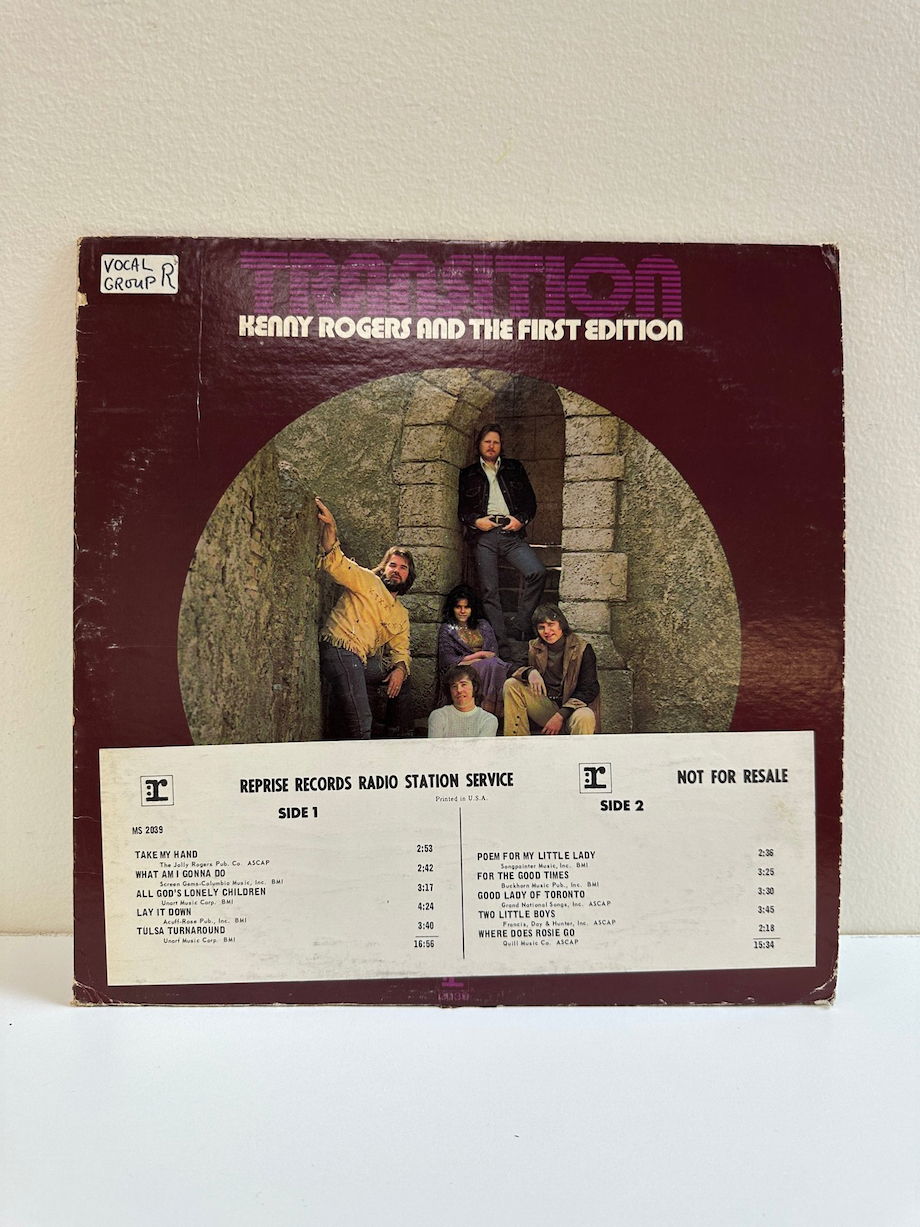 VOCAL
GROUP R
TRANSITION
KENNY ROGERS AND THE FIRST EDITION
r REPRISE RECORDS RADIO STATION SERVICE r NOT FOR RESALE
Printed in U.S.A.
SIDE 1
SIDE 2
MS 2039
TAKE MY HAND 2:53
The Jolly Rogers Pub. Co. ASCAP
WHAT AM I GONNA DO 2:42
Screen Gems-Columbia Music, Inc. BMI
ALL GOD'S LONELY CHILDREN 3:17
Unart Music Corp. BMI
LAY IT DOWN 4:24
Acuff-Rose Pub., Inc. BMI
TULSA TURNAROUND 3:40
Unart Music Corp. BMI
16:56
POEM FOR MY LITTLE LADY 2:36
Songpainter Music, Inc. BMI
FOR THE GOOD TIMES 3:25
Buckhorn Music Pub., Inc. BMI
GOOD LADY OF TORONTO 3:30
Grand National Songs, Inc. ASCAP
TWO LITTLE BOYS 3:45
Francis, Day & Hunter, Inc. ASCAP
WHERE DOES ROSIE GO 2:18
Quill Music Co. ASCAP
15:34